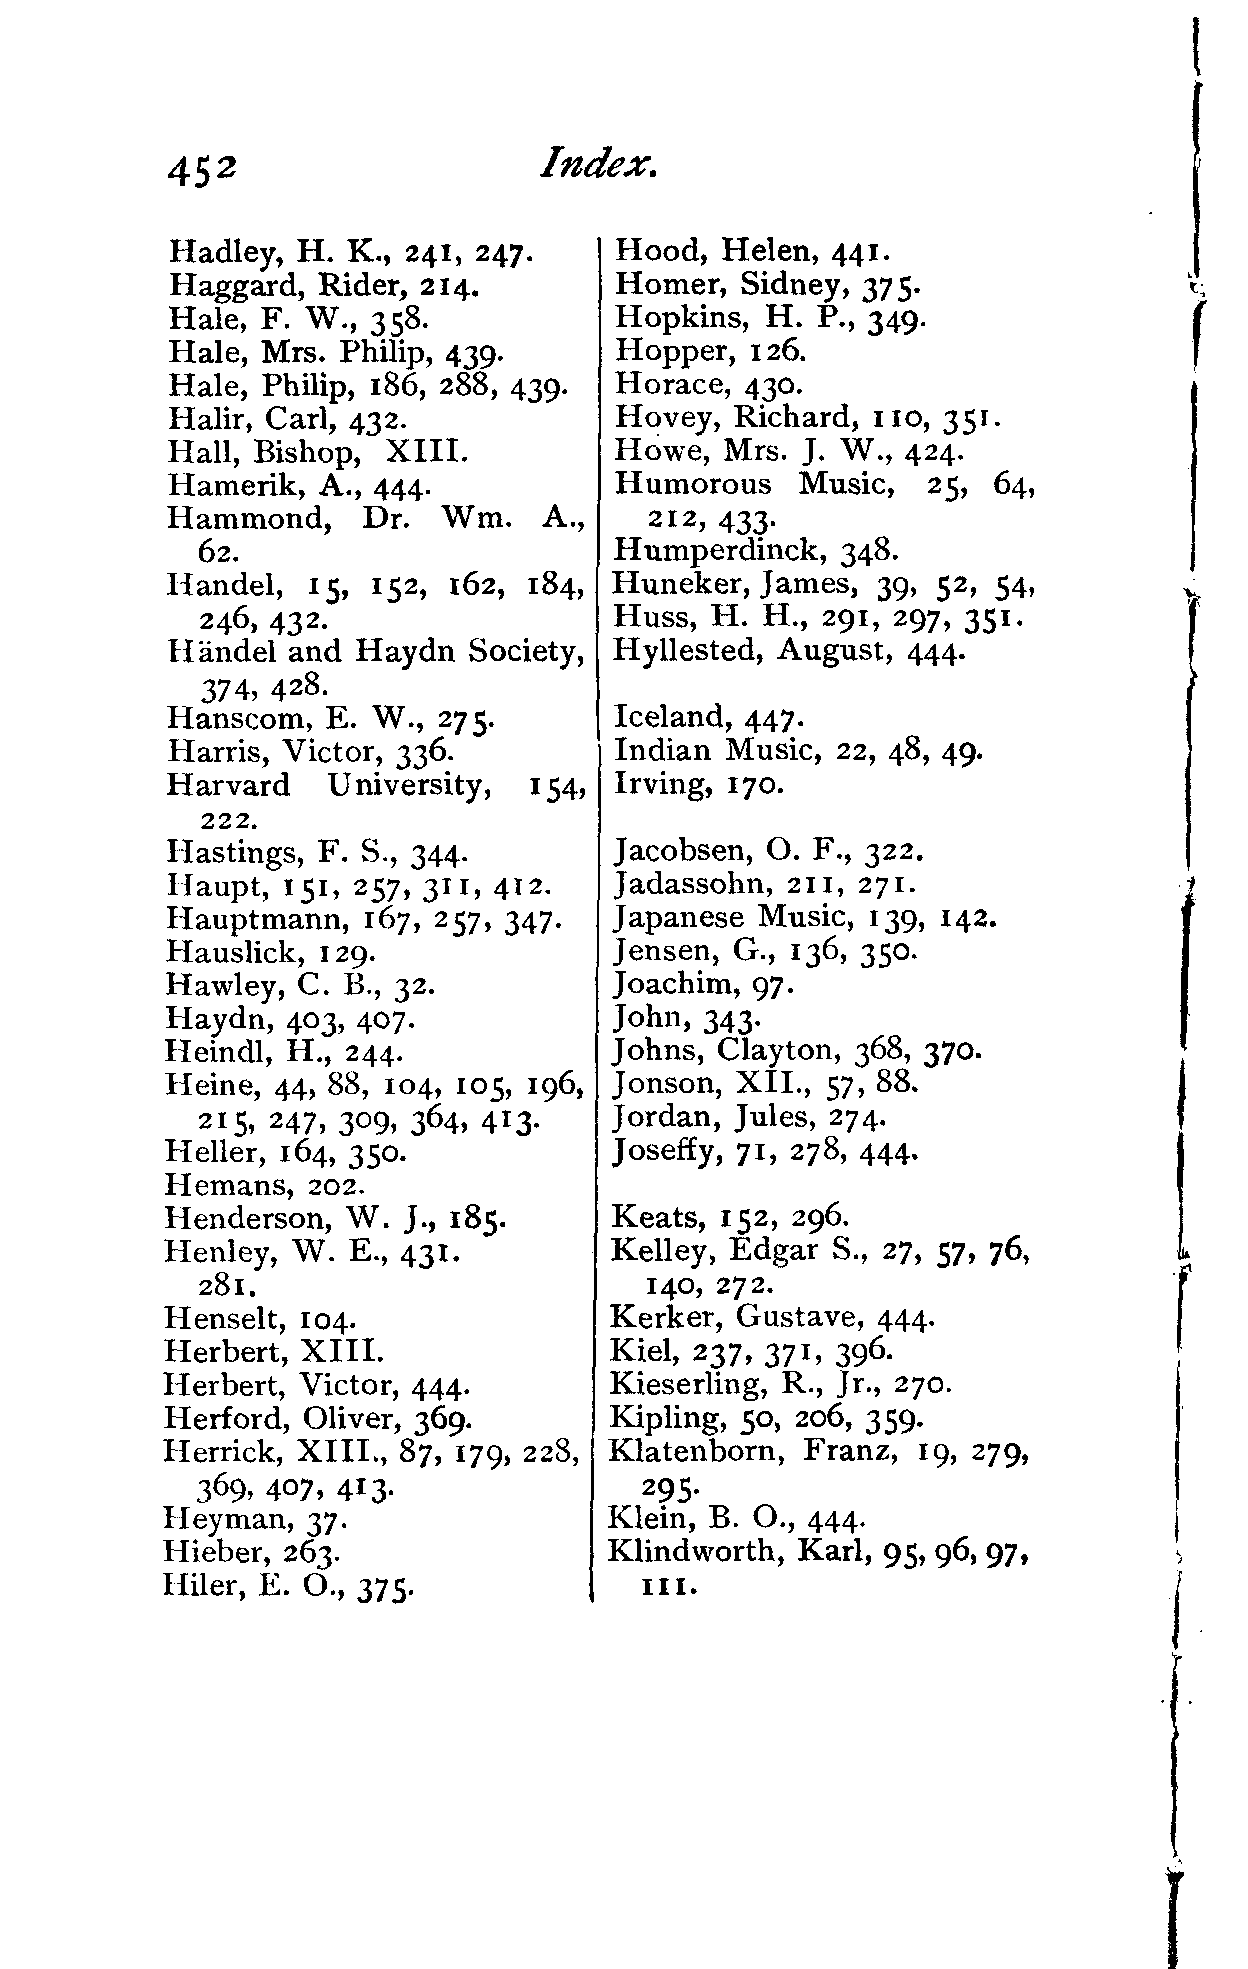 452
Index.
Hadley, H. K., 241, 247.
Haggard, Rider, 214.
Hale, F. W., 358.
Hale, Mrs. Philip, 439.
Hale, Philip, 186, 288, 439.
Halir, Carl, 432.
Hall, Bishop, XIII.
Hamerik, A., 444.
Hammond, Dr. Wm. A.,
62.
Handel, 15, 152, 162, 184,
246, 432.
Händel and Haydn Society,
374, 428.
Hanscom, E. W., 275.
Harris, Victor, 336.
Harvard University, 154,
222.
Hastings, F. S., 344.
Haupt, 151, 257, 311, 412.
Hauptmann, 167, 257, 347.
Hauslick, 129.
Hawley, C. B., 32.
Haydn, 403, 407.
Heindl, H., 244.
Heine, 44, 88, 104, 105, 196,
215, 247, 309, 364, 413.
Heller, 164, 350.
Hemans, 202.
Henderson, W. J., 185.
Henley, W. E., 431.
281.
Henselt, 104.
Herbert, XIII.
Herbert, Victor, 444.
Herford, Oliver, 369.
Herrick, XIII., 87, 179, 228,
369, 407, 413.
Heyman, 37.
Hieber, 263.
Hiler, E. O., 375.
Hood, Helen, 441.
Homer, Sidney, 375.
Hopkins, H. P., 349.
Hopper, 126.
Horace, 430.
Hovey, Richard, 110, 351.
Howe, Mrs. J. W., 424.
Humorous Music, 25, 64,
212, 433.
Humperdinck, 348.
Huneker, James, 39, 52, 54,
Huss, H. H., 291, 297, 351.
Hyllested, August, 444.
Iceland, 447.
Indian Music, 22, 48, 49.
Irving, 170.
Jacobsen, O. F., 322.
Jadassohn, 211, 271.
Japanese Music, 139, 142.
Jensen, G., 136, 350.
Joachim, 97.
John, 343.
Johns, Clayton, 368, 370.
Jonson, XII., 57, 88.
Jordan, Jules, 274.
Joseffy, 71, 278, 444.
Keats, 152, 296.
Kelley, Edgar S., 27, 57, 76,
140, 272.
Kerker, Gustave, 444.
Kiel, 237, 371, 396.
Kieserling, R., Jr., 270.
Kipling, 50, 206, 359.
Klatenborn, Franz, 19, 279,
295.
Klein, B. O., 444.
Klindworth, Karl, 95, 96, 97,
111.